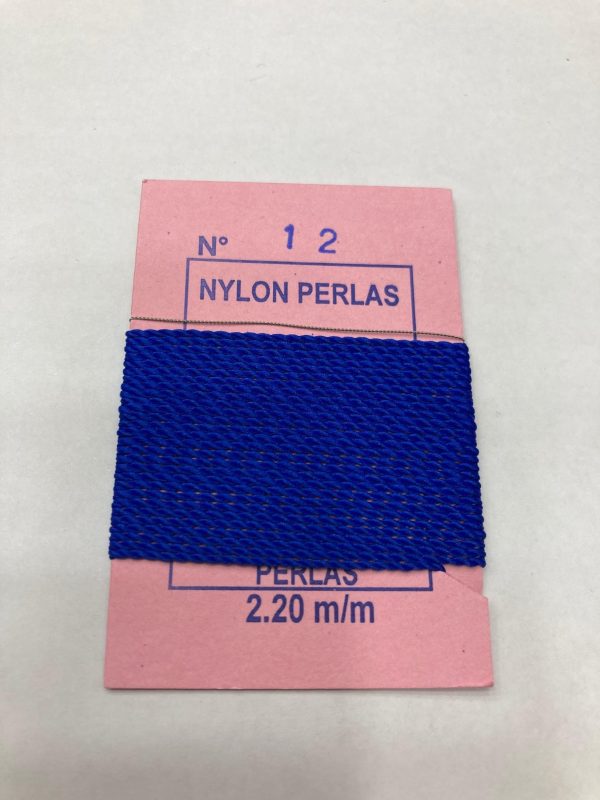 N° 12
NYLON PERLAS
PERLAS
2.20 m/m